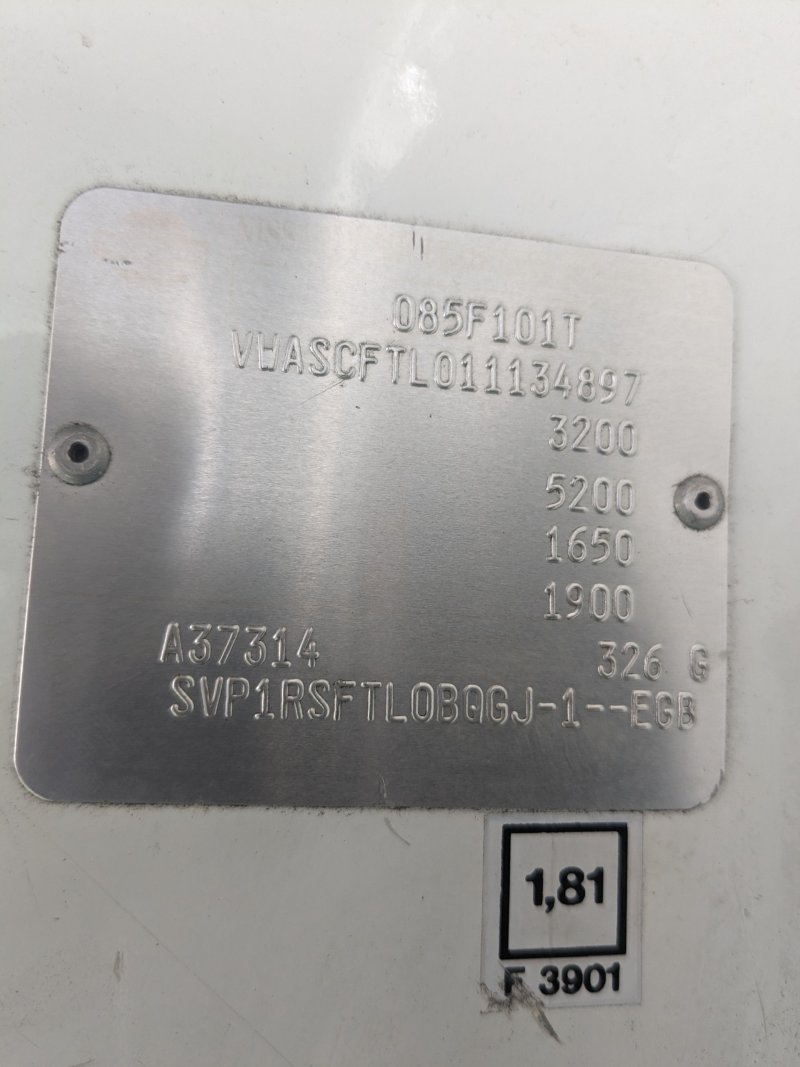 085F101T
VWASCFTL011134897
3200
5200
1650
1900
A37314 326 G
SVP1RSFTL0BQGJ-1--EGB
1,81
F 3901